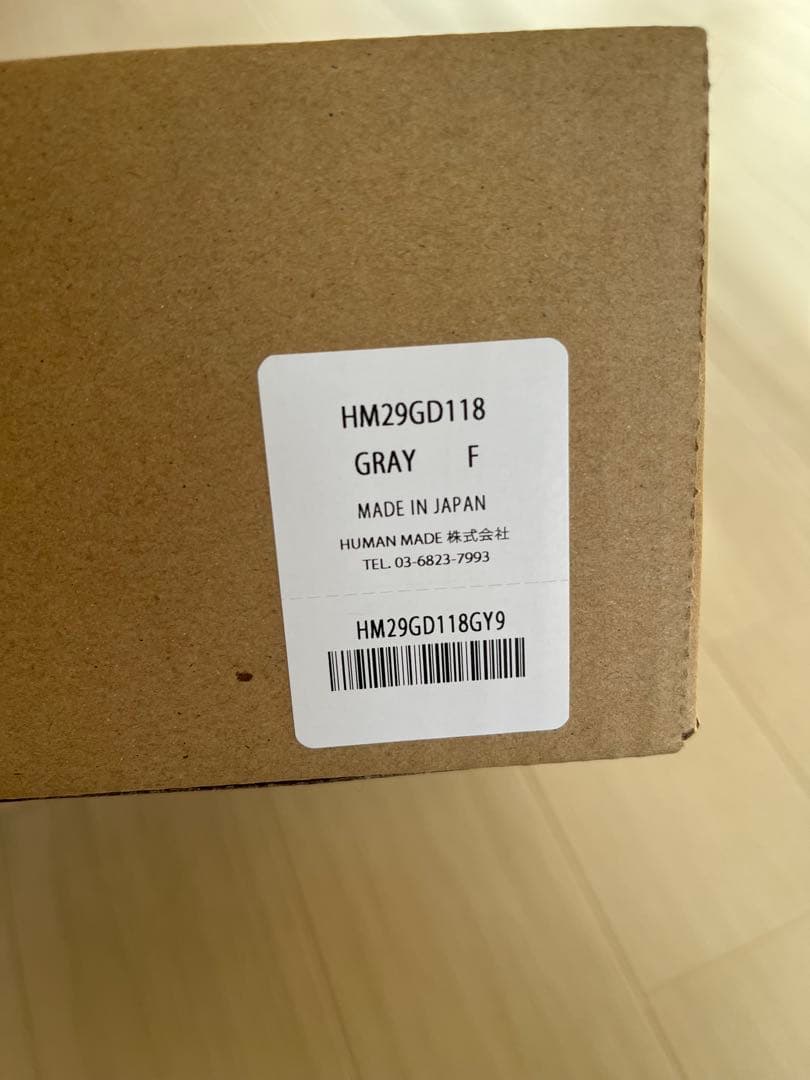 HM29GD118
GRAY F
MADE IN JAPAN
HUMAN MADE 株式会社
TEL. 03-6823-7993
HM29GD118GY9